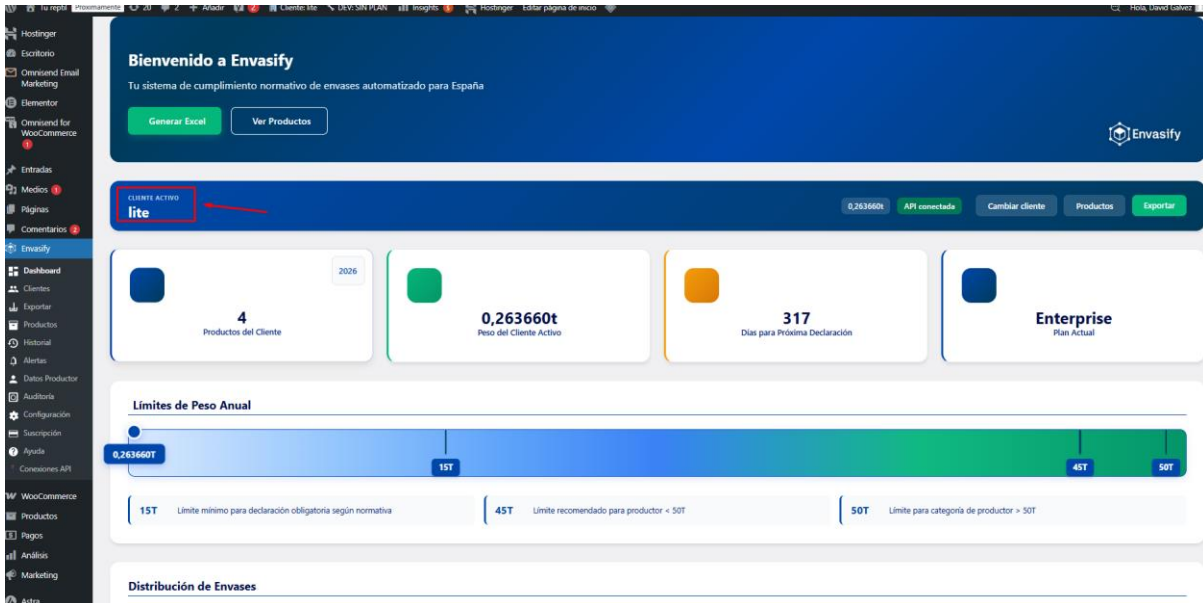 Tu reptil Próximamente 20 2 Añadir 2 Cliente: lite DEV: SIN PLAN Insights Hostinger Editar página de inicio Hola, David Galvez
Hostinger
Escritorio
Omnisend Email
Marketing
Elementor
Omnisend for
WooCommerce
1
Entradas
Medios 1
Páginas
Comentarios 2
Envasify
Dashboard
Clientes
Exportar
Productos
Historial
Alertas
Datos Productor
Auditoría
Configuración
Suscripción
Ayuda
Conexiones API
WooCommerce
Productos
Pagos
Análisis
Marketing
Astra
Bienvenido a Envasify
Tu sistema de cumplimiento normativo de envases automatizado para España
Generar Excel Ver Productos
Envasify
CLIENTE ACTIVO
lite
0,263660t API conectada Cambiar cliente Productos Exportar
2026
4
Productos del Cliente
0,263660t
Peso del Cliente Activo
317
Días para Próxima Declaración
Enterprise
Plan Actual
Límites de Peso Anual
0,263660T
15T
45T
50T
15T Límite mínimo para declaración obligatoria según normativa
45T Límite recomendado para productor < 50T
50T Límite para categoría de productor > 50T
Distribución de Envases